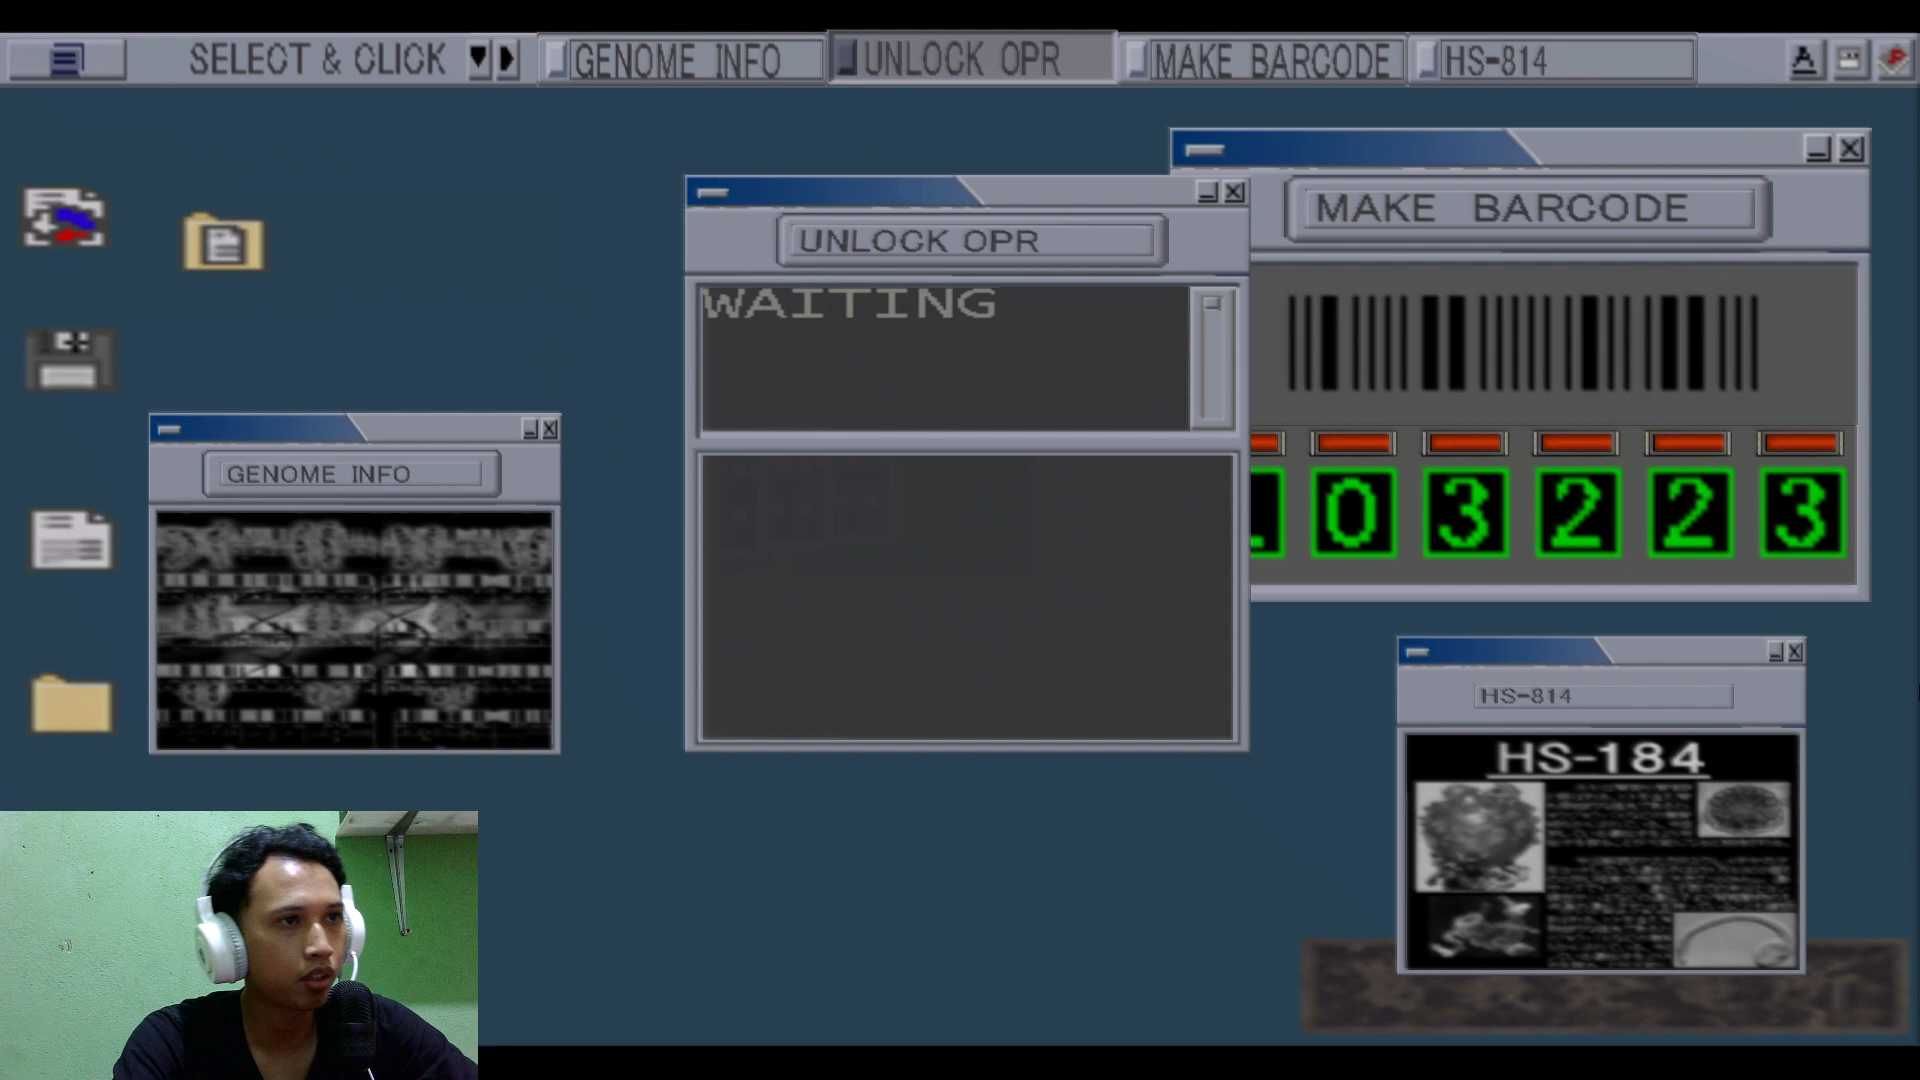 SELECT & CLICK
GENOME INFO
UNLOCK OPR
MAKE BARCODE
HS-814
MAKE BARCODE
UNLOCK OPR
WAITING
GENOME INFO
0 3 2 2 3
HS-814
HS-184